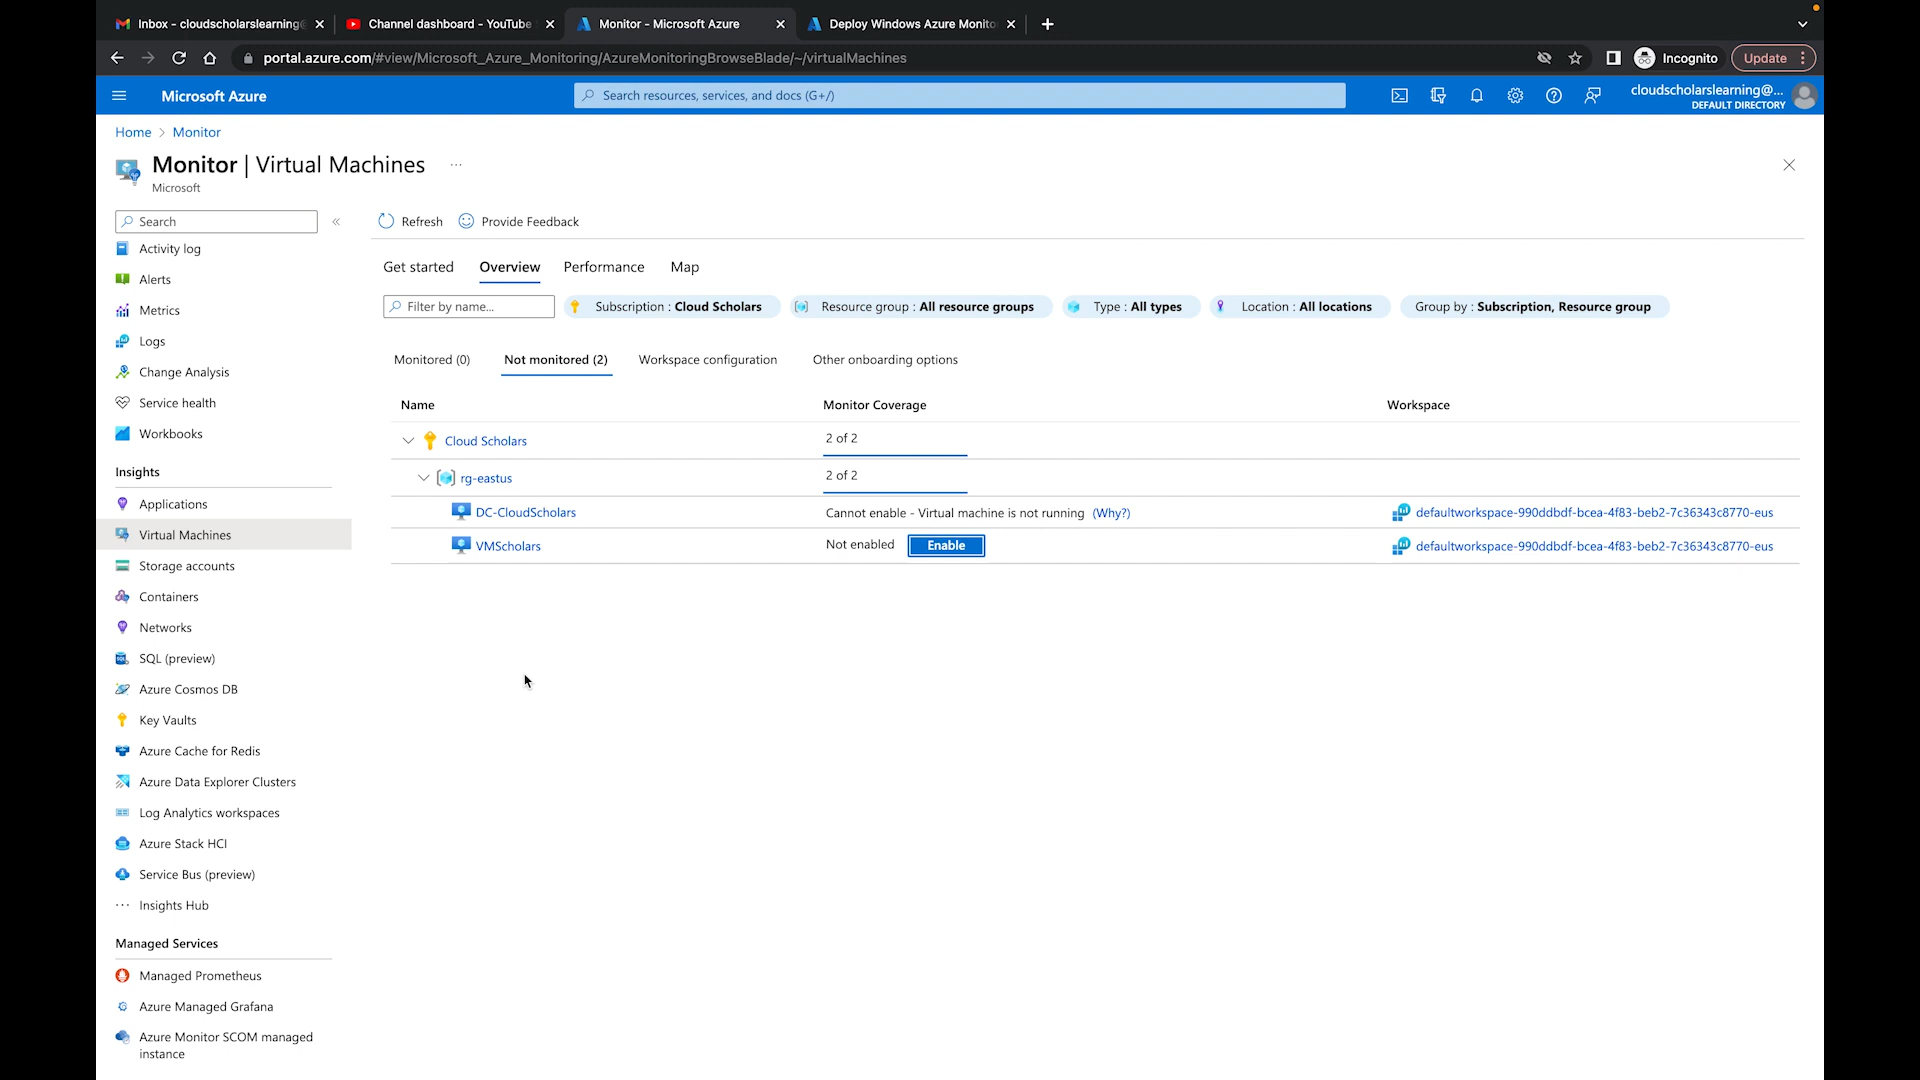 Inbox - cloudscholarslearning@
Channel dashboard - YouTube
Monitor - Microsoft Azure
Deploy Windows Azure Monito
portal.azure.com/#view/Microsoft_Azure_Monitoring/AzureMonitoringBrowseBlade/~/virtualMachines
Incognito
Update
Microsoft Azure
Search resources, services, and docs (G+/)
cloudscholarslearning@...
DEFAULT DIRECTORY
Home > Monitor
Monitor | Virtual Machines ...
Microsoft
Search
«
Refresh
Provide Feedback
Activity log
Alerts
Metrics
Logs
Change Analysis
Service health
Workbooks
Insights
Applications
Virtual Machines
Storage accounts
Containers
Networks
SQL (preview)
Azure Cosmos DB
Key Vaults
Azure Cache for Redis
Azure Data Explorer Clusters
Log Analytics workspaces
Azure Stack HCI
Service Bus (preview)
Insights Hub
Managed Services
Managed Prometheus
Azure Managed Grafana
Azure Monitor SCOM managed
instance
Get started Overview Performance Map
Filter by name...
Subscription : Cloud Scholars
Resource group : All resource groups
Type : All types
Location : All locations
Group by : Subscription, Resource group
Monitored (0) Not monitored (2) Workspace configuration Other onboarding options
Name Monitor Coverage Workspace
Cloud Scholars 2 of 2
rg-eastus 2 of 2
DC-CloudScholars Cannot enable - Virtual machine is not running (Why?) defaultworkspace-990ddbdf-bcea-4f83-beb2-7c36343c8770-eus
VMScholars Not enabled Enable defaultworkspace-990ddbdf-bcea-4f83-beb2-7c36343c8770-eus